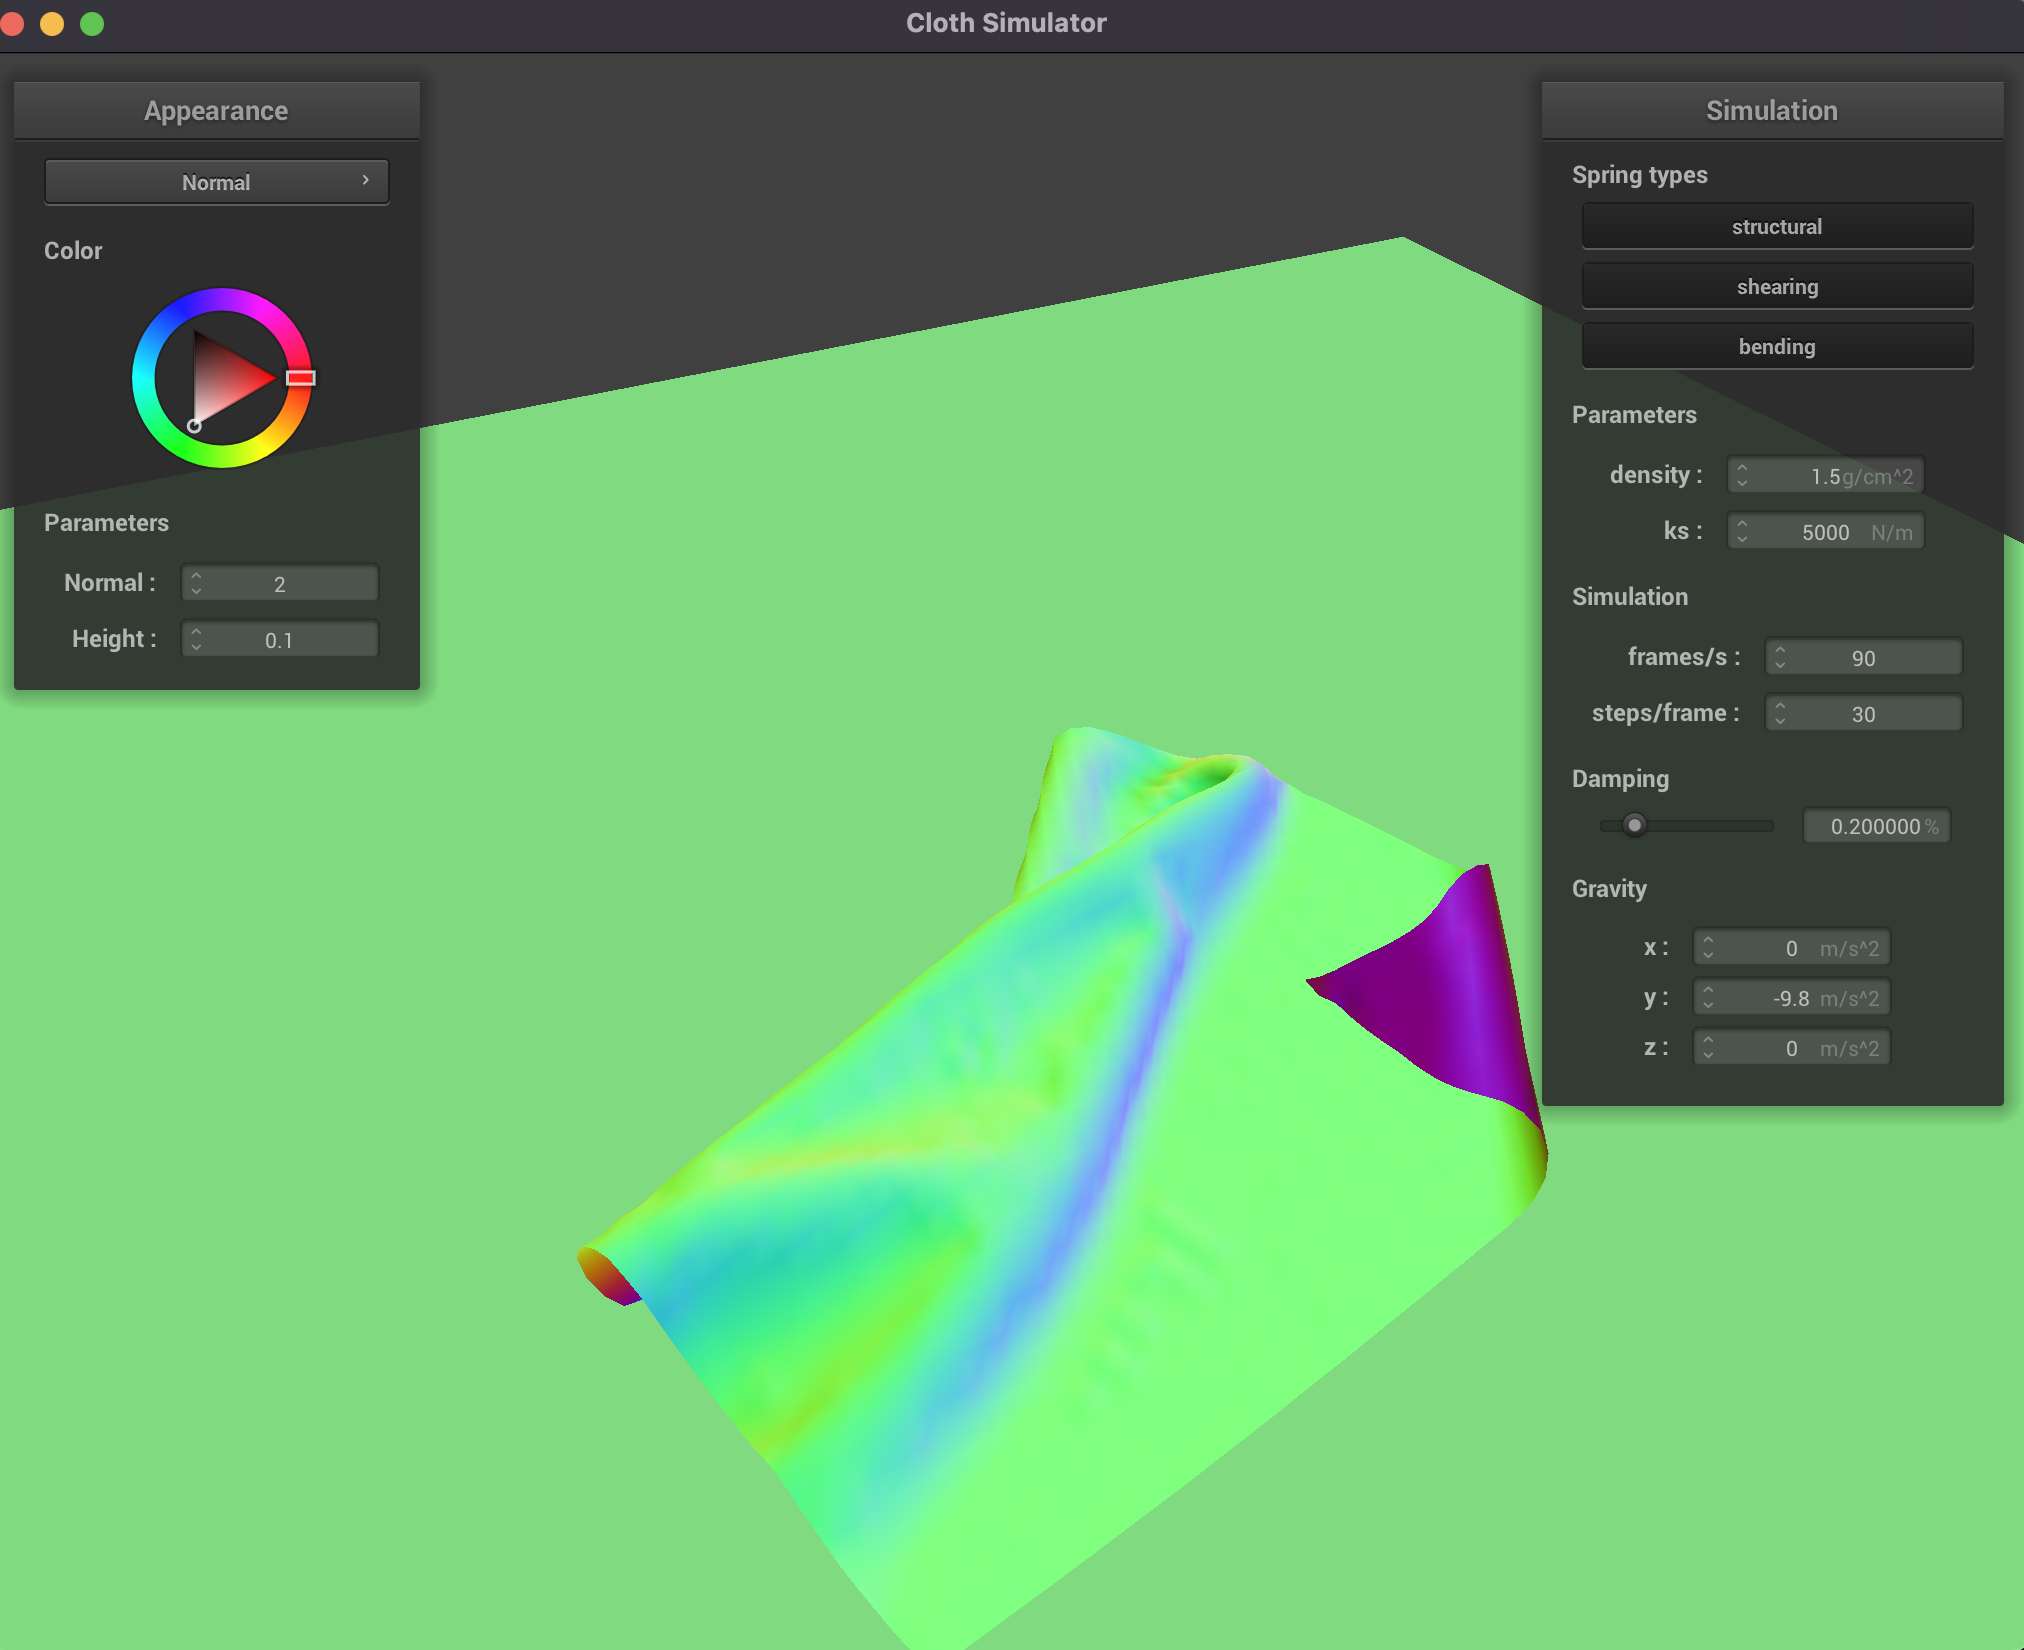 Cloth Simulator
Appearance
Normal
Color
Parameters
Normal : 2
Height : 0.1
Simulation
Spring types
structural
shearing
bending
Parameters
density : 1.5 g/cm^2
ks : 5000 N/m
Simulation
frames/s : 90
steps/frame : 30
Damping
0.200000 %
Gravity
x : 0 m/s^2
y : -9.8 m/s^2
z : 0 m/s^2